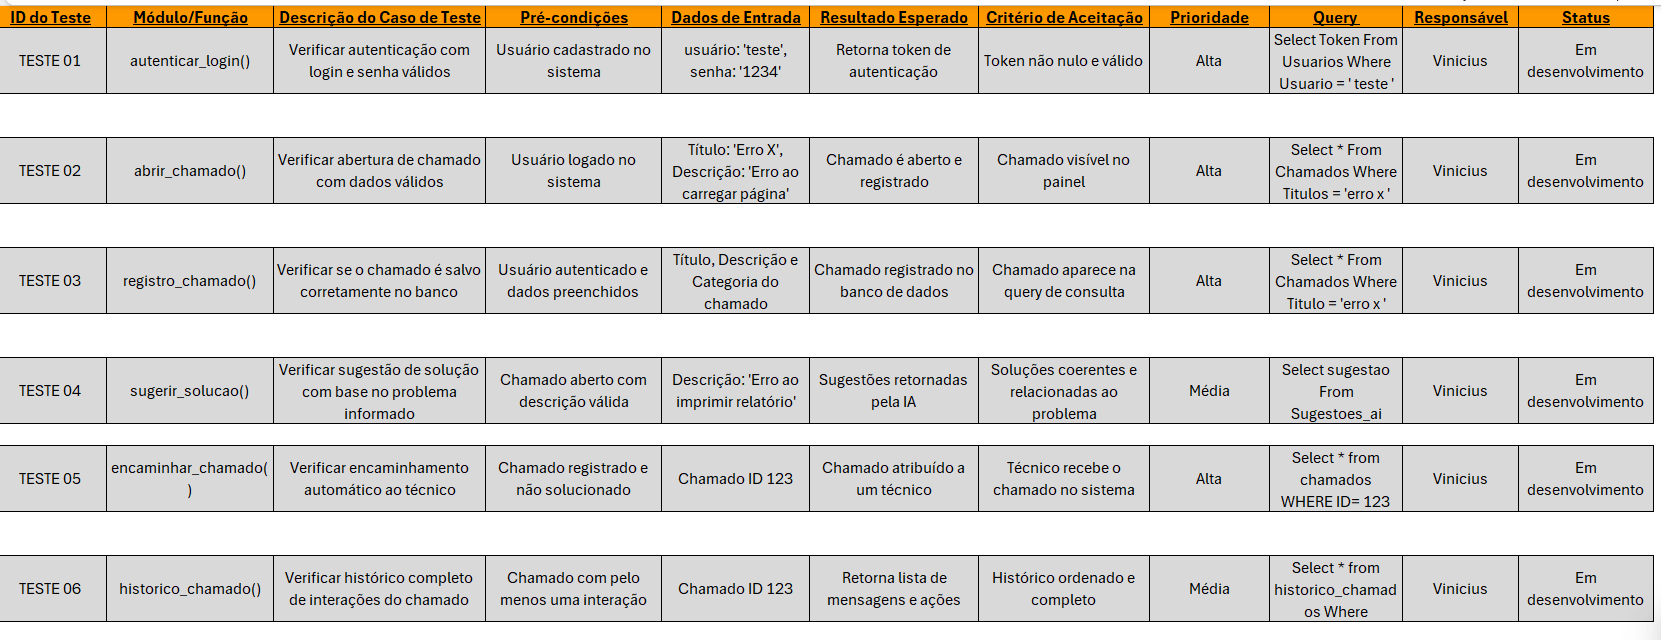 ID do Teste Módulo/Função Descrição do Caso de Teste Pré-condições Dados de Entrada Resultado Esperado Critério de Aceitação Prioridade Query Responsável Status
TESTE 01
autenticar_login()
Verificar autenticação com
login e senha válidos
Usuário cadastrado no
sistema
usuário: 'teste',
senha: '1234'
Retorna token de
autenticação
Token não nulo e válido
Alta
Select Token From
Usuarios Where
Usuario = ' teste '
Vinicius
Em
desenvolvimento
TESTE 02
abrir_chamado()
Verificar abertura de chamado
com dados válidos
Usuário logado no
sistema
Título: 'Erro X',
Descrição: 'Erro ao
carregar página'
Chamado é aberto e
registrado
Chamado visível no
painel
Alta
Select * From
Chamados Where
Titulos = 'erro x '
Vinicius
Em
desenvolvimento
TESTE 03
registro_chamado()
Verificar se o chamado é salvo
corretamente no banco
Usuário autenticado e
dados preenchidos
Título, Descrição e
Categoria do
chamado
Chamado registrado no
banco de dados
Chamado aparece na
query de consulta
Alta
Select * From
Chamados Where
Titulo = 'erro x '
Vinicius
Em
desenvolvimento
TESTE 04
sugerir_solucao()
Verificar sugestão de solução
com base no problema
informado
Chamado aberto com
descrição válida
Descrição: 'Erro ao
imprimir relatório'
Sugestões retornadas
pela IA
Soluções coerentes e
relacionadas ao
problema
Média
Select sugestao
From
Sugestoes_ai
Vinicius
Em
desenvolvimento
TESTE 05
encaminhar_chamado(
)
Verificar encaminhamento
automático ao técnico
Chamado registrado e
não solucionado
Chamado ID 123
Chamado atribuído a
um técnico
Técnico recebe o
chamado no sistema
Alta
Select * from
chamados
WHERE ID= 123
Vinicius
Em
desenvolvimento
TESTE 06
historico_chamado()
Verificar histórico completo
de interações do chamado
Chamado com pelo
menos uma interação
Chamado ID 123
Retorna lista de
mensagens e ações
Histórico ordenado e
completo
Média
Select * from
historico_chamad
os Where
Vinicius
Em
desenvolvimento